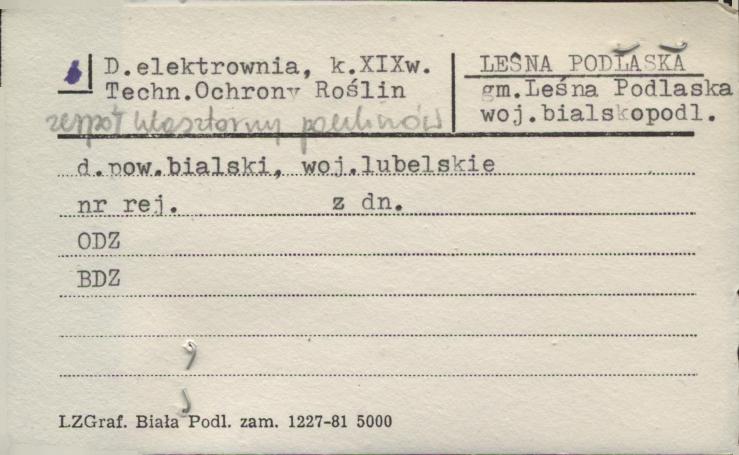 D.elektrownia, k.XIXw.
Techn.Ochrony Roślin
zespół klasztorny paulinów
LEŚNA PODLASKA
gm.Leśna Podlaska
woj.bialskopodl.
d.pow.bialski, woj.lubelskie
nr rej. z dn.
ODZ
BDZ
LZGraf. Biała Podl. zam. 1227-81 5000